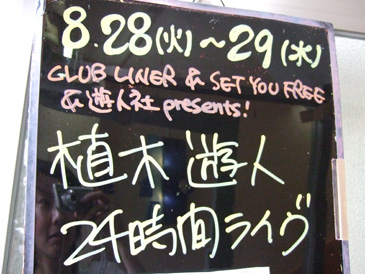 8.28(火)~29(水)
CLUB LINER & SET YOU FREE
& 遊人社 presents!
植木 遊人
24時間ライヴ